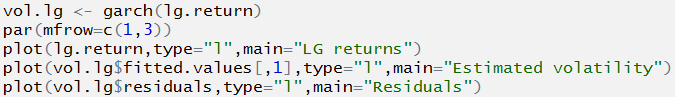 vol.lg <- garch(lg.return)
par(mfrow=c(1,3))
plot(lg.return,type="l",main="LG returns")
plot(vol.lg$fitted.values[,1],type="l",main="Estimated volatility")
plot(vol.lg$residuals,type="l",main="Residuals")